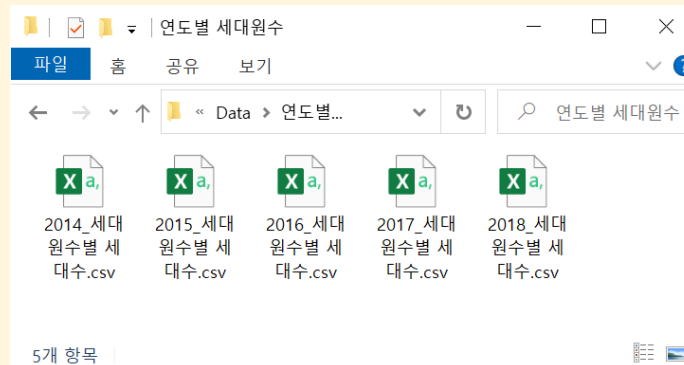 연도별 세대원수
파일 홈 공유 보기
« Data > 연도별... 연도별 세대원수
X a, X a, X a, X a, X a,
2014_세대 2015_세대 2016_세대 2017_세대 2018_세대
원수별 세 원수별 세 원수별 세 원수별 세 원수별 세
대수.csv 대수.csv 대수.csv 대수.csv 대수.csv
5개 항목